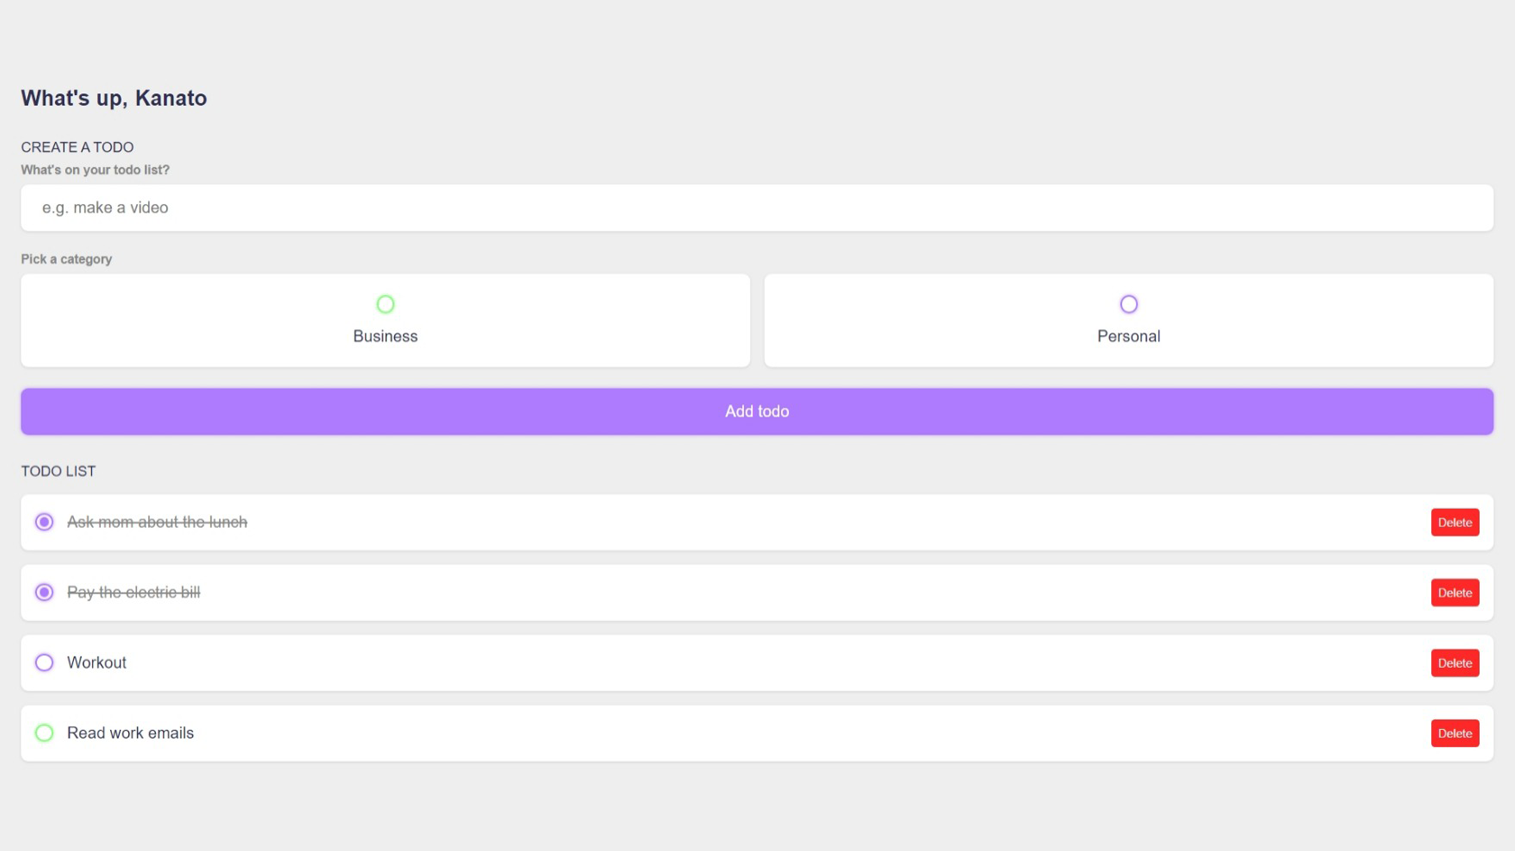 What's up, Kanato
CREATE A TODO
What's on your todo list?
e.g. make a video
Pick a category
Business
Personal
Add todo
TODO LIST
Ask mom about the lunch
Delete
Pay the electric bill
Delete
Workout
Delete
Read work emails
Delete